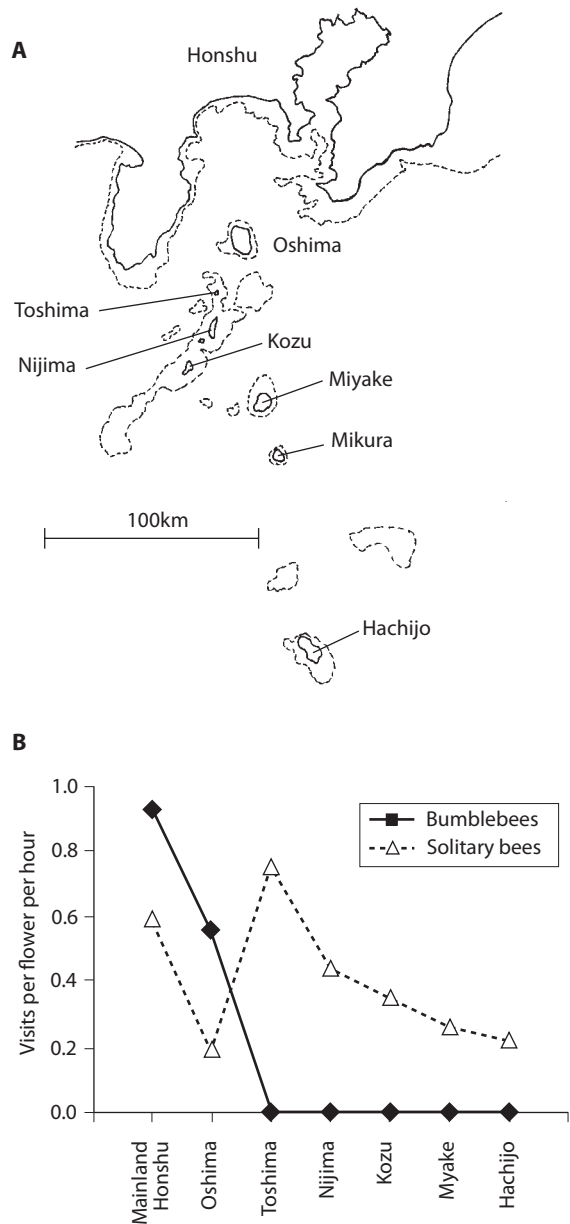 A
Honshu
Oshima
Toshima
Nijima
Kozu
Miyake
Mikura
100km
Hachijo
B
Visits per flower per hour
1.0
0.8
0.6
0.4
0.2
0.0
Bumblebees
Solitary bees
Mainland
Honshu
Oshima
Toshima
Nijima
Kozu
Myake
Hachijo